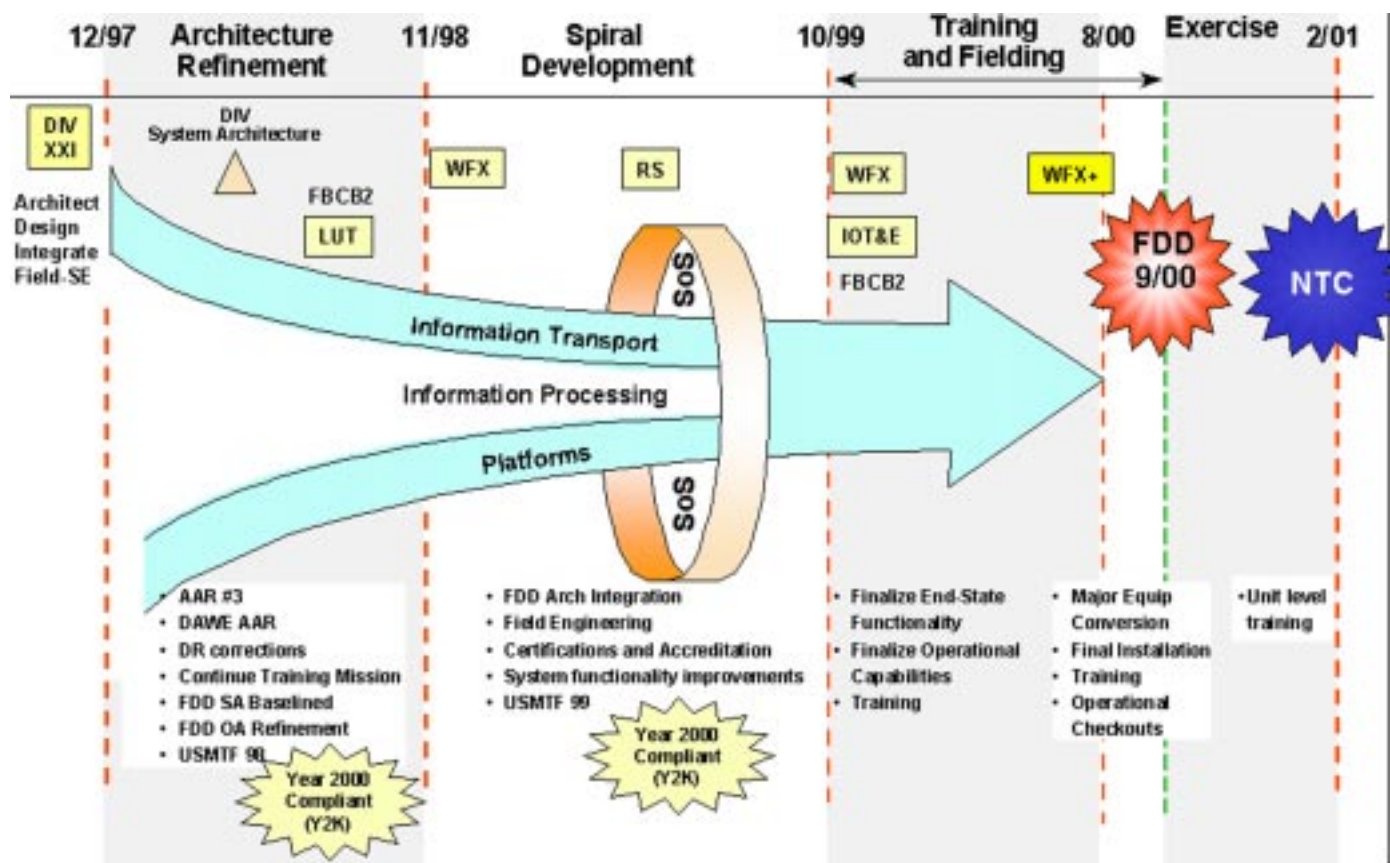 12/97
Architecture
Refinement
11/98
Spiral
Development
10/99
Training
and Fielding
8/00
Exercise
2/01
DIV
XXI
Architect
Design
Integrate
Field-SE
DIV
System Architecture
FBCB2
LUT
WFX
RS
WFX
IOT&E
FBCB2
WFX+
FDD
9/00
NTC
SoS
Information Transport
Information Processing
Platforms
SoS
• AAR #3
• DAWE AAR
• DR corrections
• Continue Training Mission
• FDD SA Baselined
• FDD OA Refinement
• USMTF 98
Year 2000
Compliant
(Y2K)
• FDD Arch Integration
• Field Engineering
• Certifications and Accreditation
• System functionality improvements
• USMTF 99
Year 2000
Compliant
(Y2K)
• Finalize End-State
Functionality
• Finalize Operational
Capabilities
• Training
• Major Equip
Conversion
• Final Installation
• Training
• Operational
Checkouts
• Unit level
training